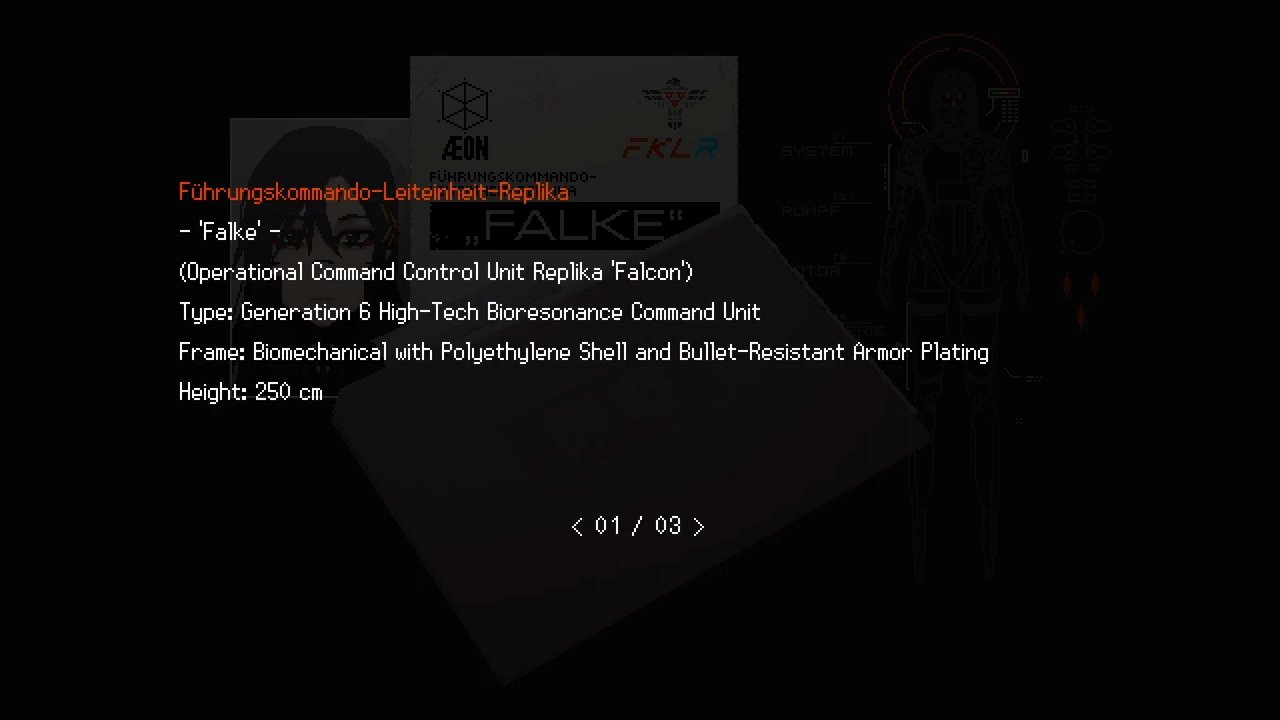 ÆON
FKLR
FÜHRUNGSKOMMANDO-
Führungskommando-Leiteinheit-Replika
„FALKE“
- 'Falke' -
(Operational Command Control Unit Replika 'Falcon')
Type: Generation 6 High-Tech Bioresonance Command Unit
Frame: Biomechanical with Polyethylene Shell and Bullet-Resistant Armor Plating
Height: 250 cm
< 01 / 03 >
SYSTEM
RUMPF